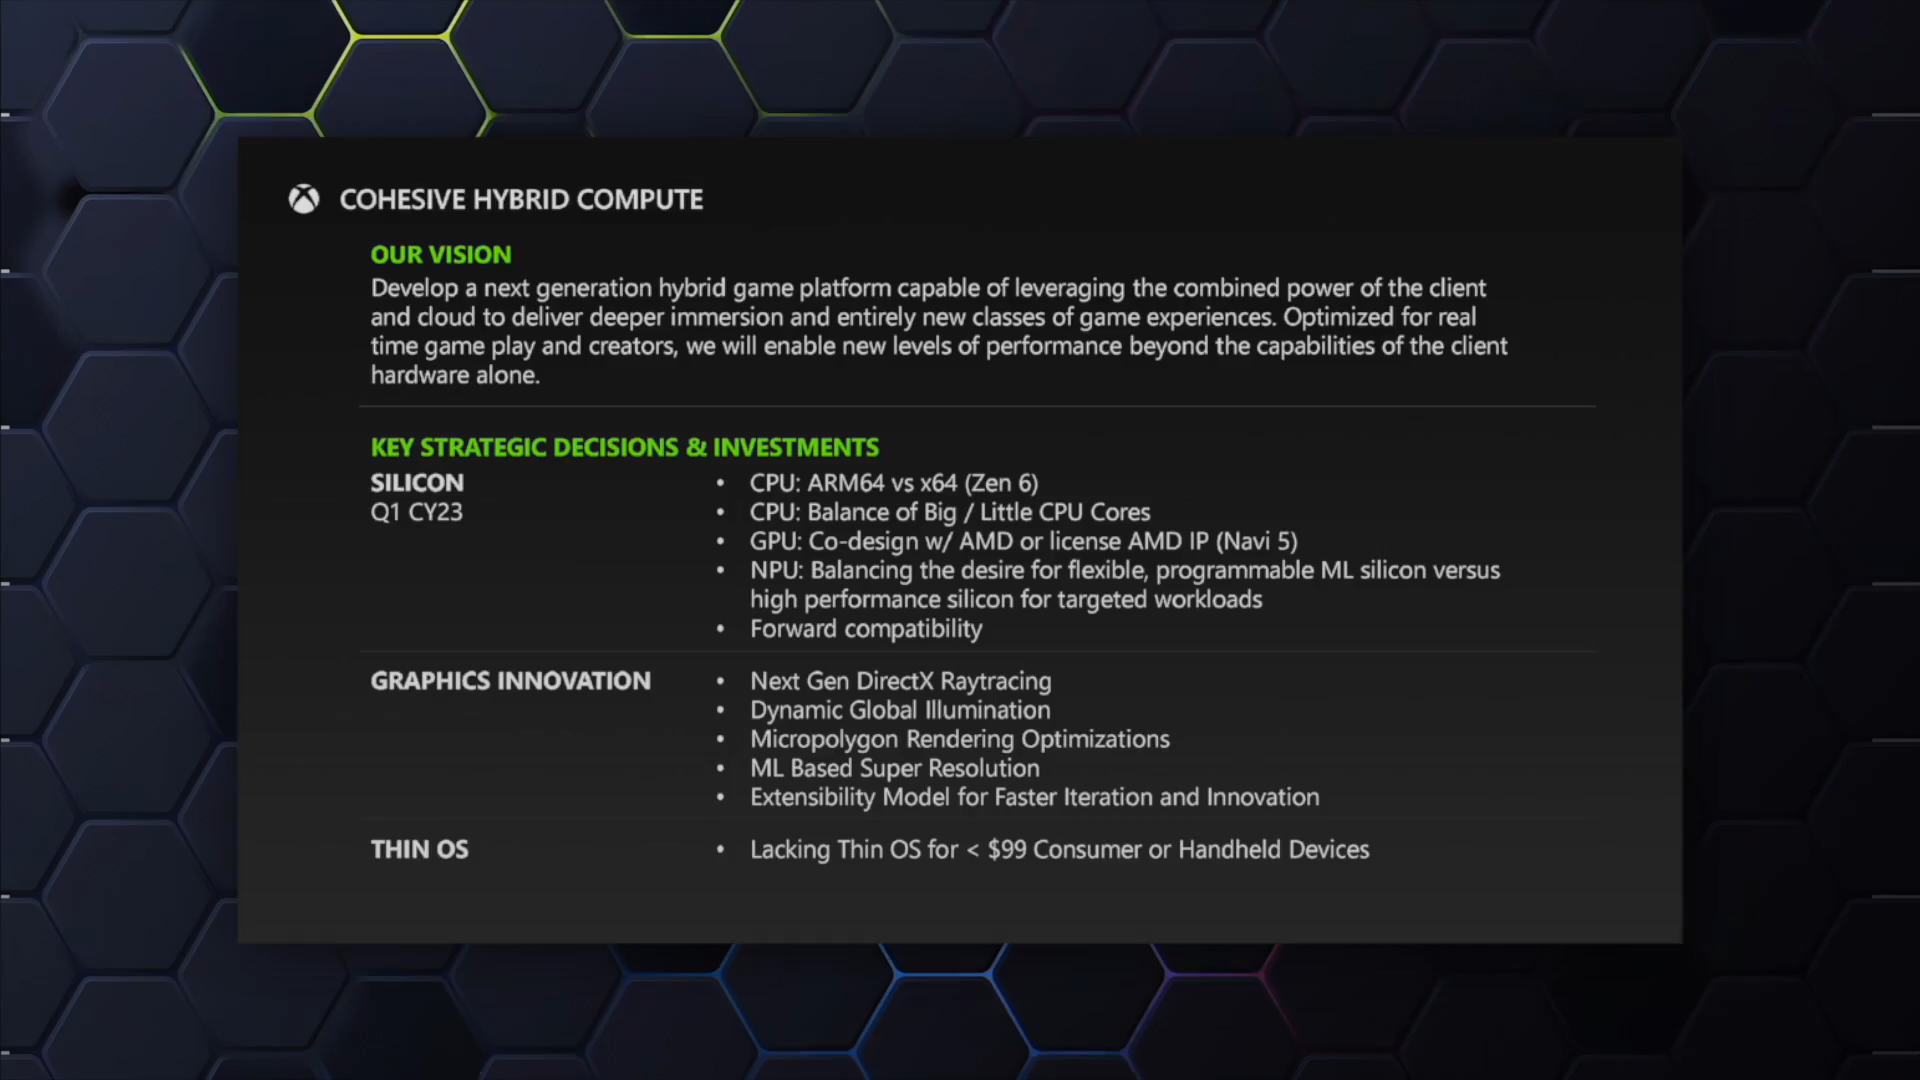 COHESIVE HYBRID COMPUTE
OUR VISION
Develop a next generation hybrid game platform capable of leveraging the combined power of the client
and cloud to deliver deeper immersion and entirely new classes of game experiences. Optimized for real
time game play and creators, we will enable new levels of performance beyond the capabilities of the client
hardware alone.
KEY STRATEGIC DECISIONS & INVESTMENTS
SILICON
Q1 CY23
• CPU: ARM64 vs x64 (Zen 6)
• CPU: Balance of Big / Little CPU Cores
• GPU: Co-design w/ AMD or license AMD IP (Navi 5)
• NPU: Balancing the desire for flexible, programmable ML silicon versus
high performance silicon for targeted workloads
• Forward compatibility
GRAPHICS INNOVATION
• Next Gen DirectX Raytracing
• Dynamic Global Illumination
• Micropolygon Rendering Optimizations
• ML Based Super Resolution
• Extensibility Model for Faster Iteration and Innovation
THIN OS
• Lacking Thin OS for < $99 Consumer or Handheld Devices